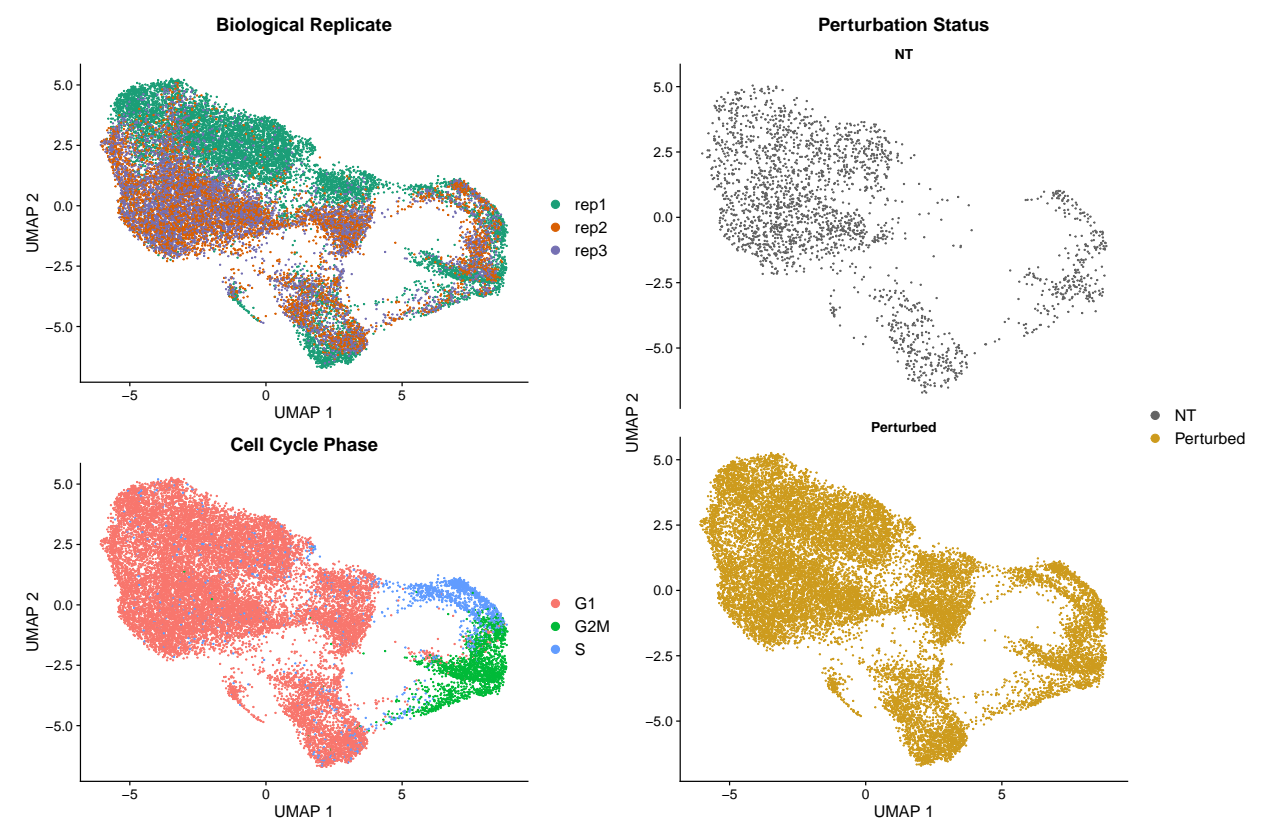 Biological Replicate
5.0
2.5
0.0
−2.5
−5.0
UMAP 2
−5
0
5
UMAP 1
rep1
rep2
rep3
Cell Cycle Phase
5.0
2.5
0.0
−2.5
−5.0
UMAP 2
−5
0
5
UMAP 1
G1
G2M
S
Perturbation Status
NT
5.0
2.5
0.0
−2.5
−5.0
UMAP 2
Perturbed
5.0
2.5
0.0
−2.5
−5.0
−5
0
5
UMAP 1
NT
Perturbed